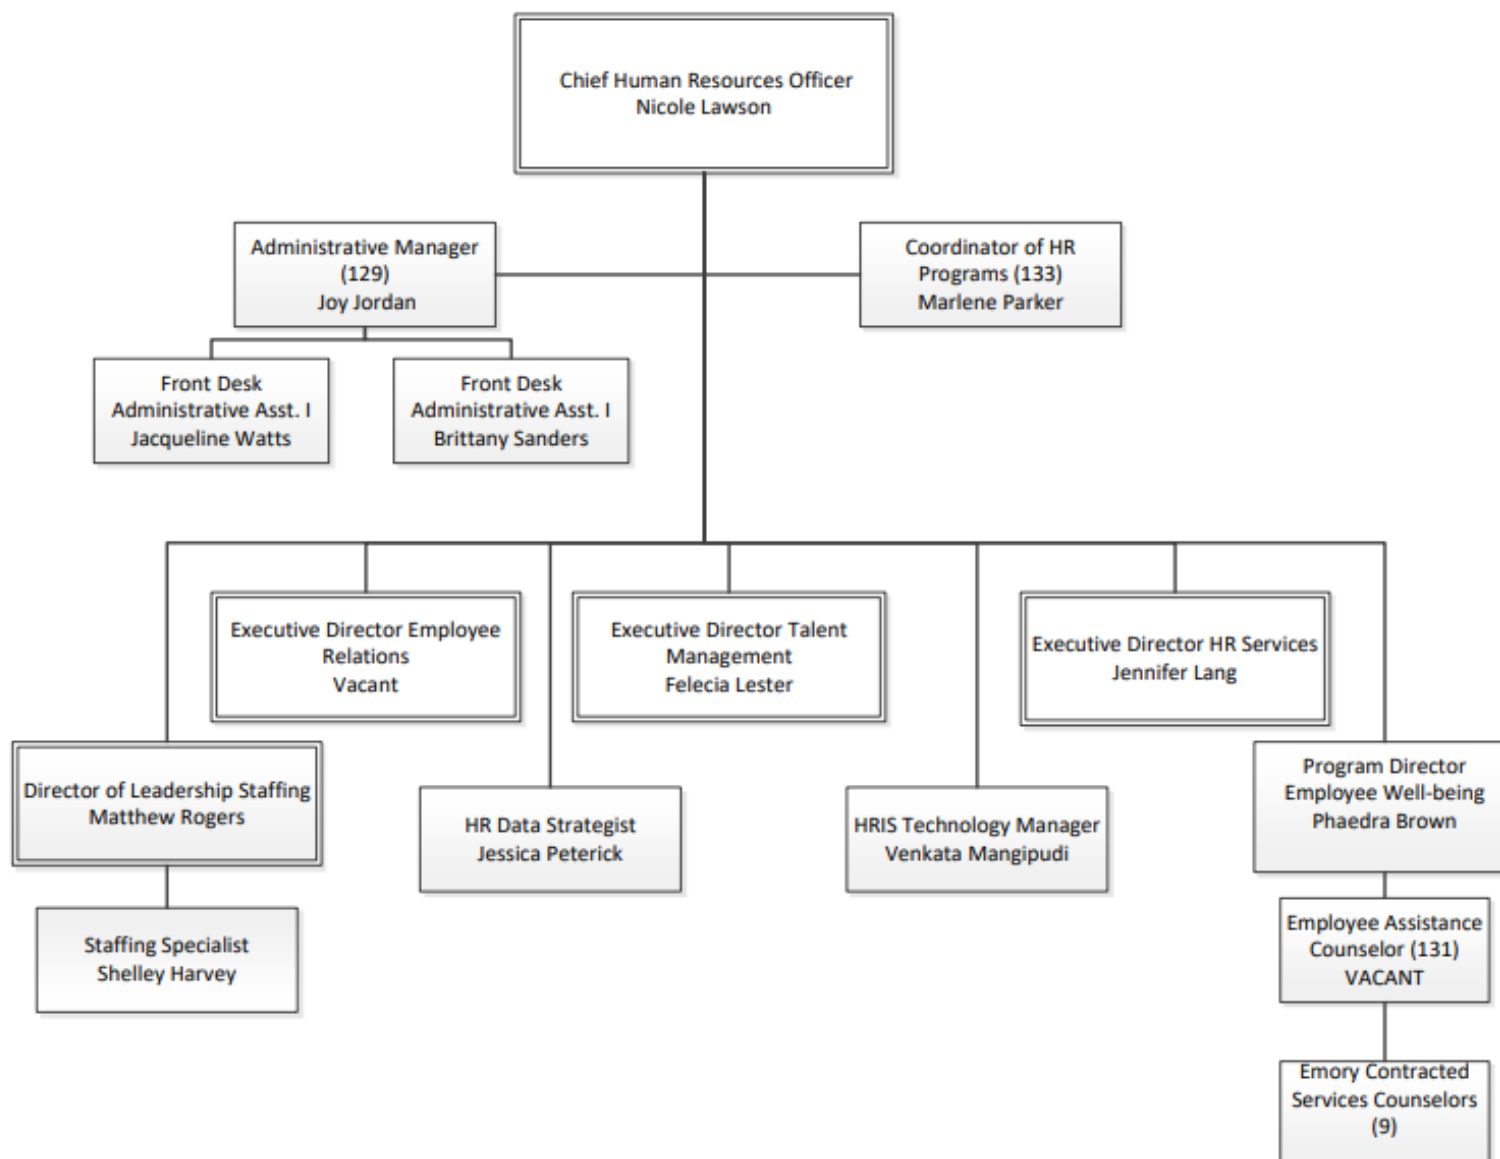 Chief Human Resources Officer
Nicole Lawson
Administrative Manager
(129)
Joy Jordan
Coordinator of HR
Programs (133)
Marlene Parker
Front Desk
Administrative Asst. I
Jacqueline Watts
Front Desk
Administrative Asst. I
Brittany Sanders
Executive Director Employee
Relations
Vacant
Executive Director Talent
Management
Felecia Lester
Executive Director HR Services
Jennifer Lang
Director of Leadership Staffing
Matthew Rogers
HR Data Strategist
Jessica Peterick
HRIS Technology Manager
Venkata Mangipudi
Program Director
Employee Well-being
Phaedra Brown
Staffing Specialist
Shelley Harvey
Employee Assistance
Counselor (131)
VACANT
Emory Contracted
Services Counselors
(9)